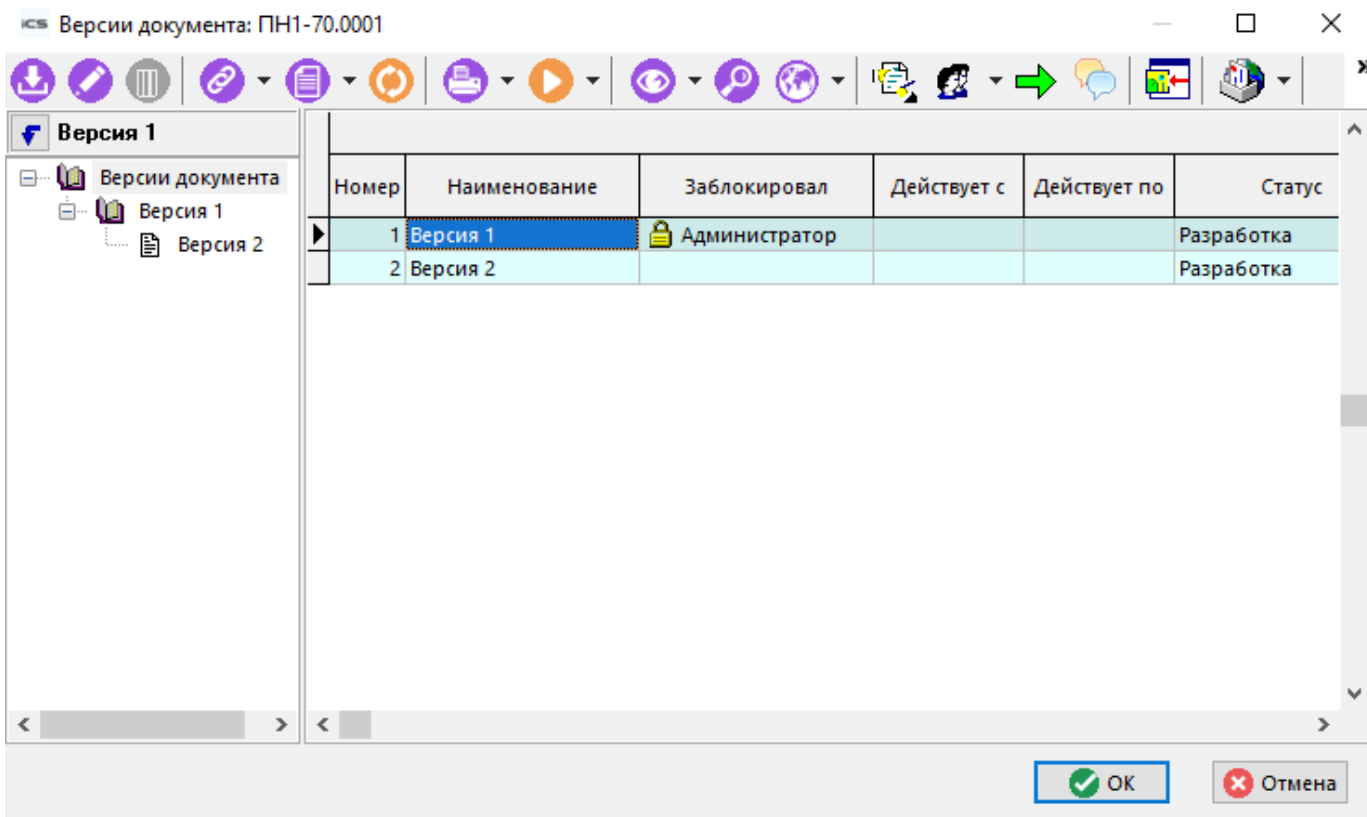 ics Версии документа: ПН1-70.0001
Версия 1
Версии документа
Версия 1
Версия 2
Номер Наименование Заблокировал Действует с Действует по Статус
1 Версия 1 Администратор Разработка
2 Версия 2 Разработка
OK Отмена